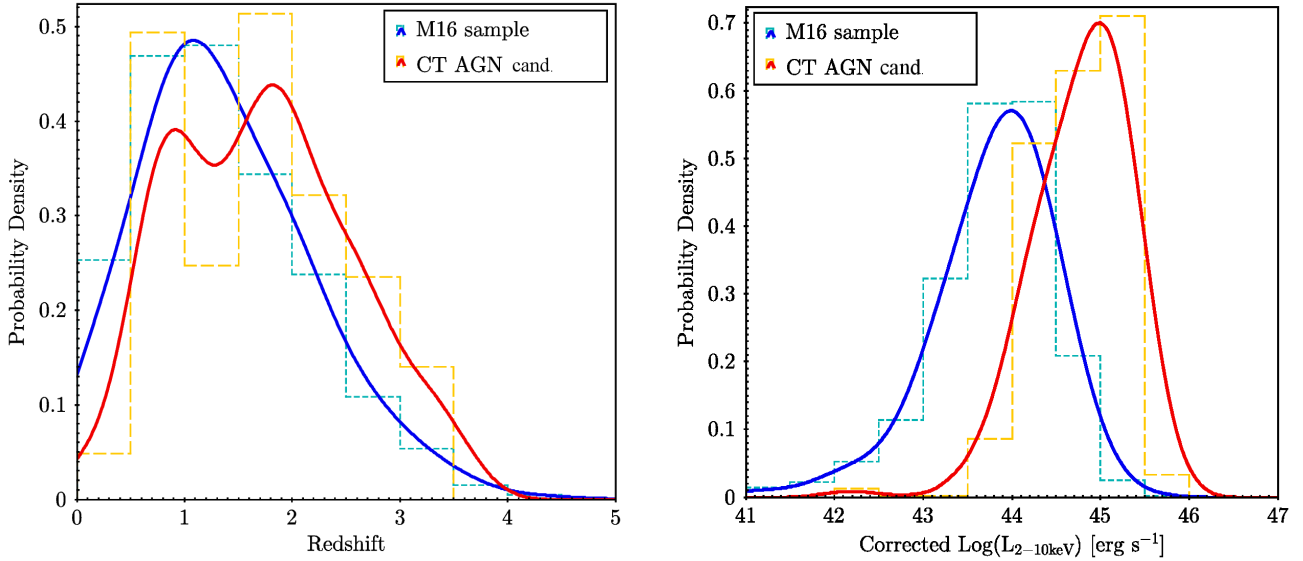 M16 sample
CT AGN cand.
Probability Density
0.5
0.4
0.3
0.2
0.1
0
0 1 2 3 4 5
Redshift
M16 sample
CT AGN cand.
Probability Density
0.7
0.6
0.5
0.4
0.3
0.2
0.1
0
41 42 43 44 45 46 47
Corrected Log(L₂₋₁₀ₖₑV) [erg s⁻¹]